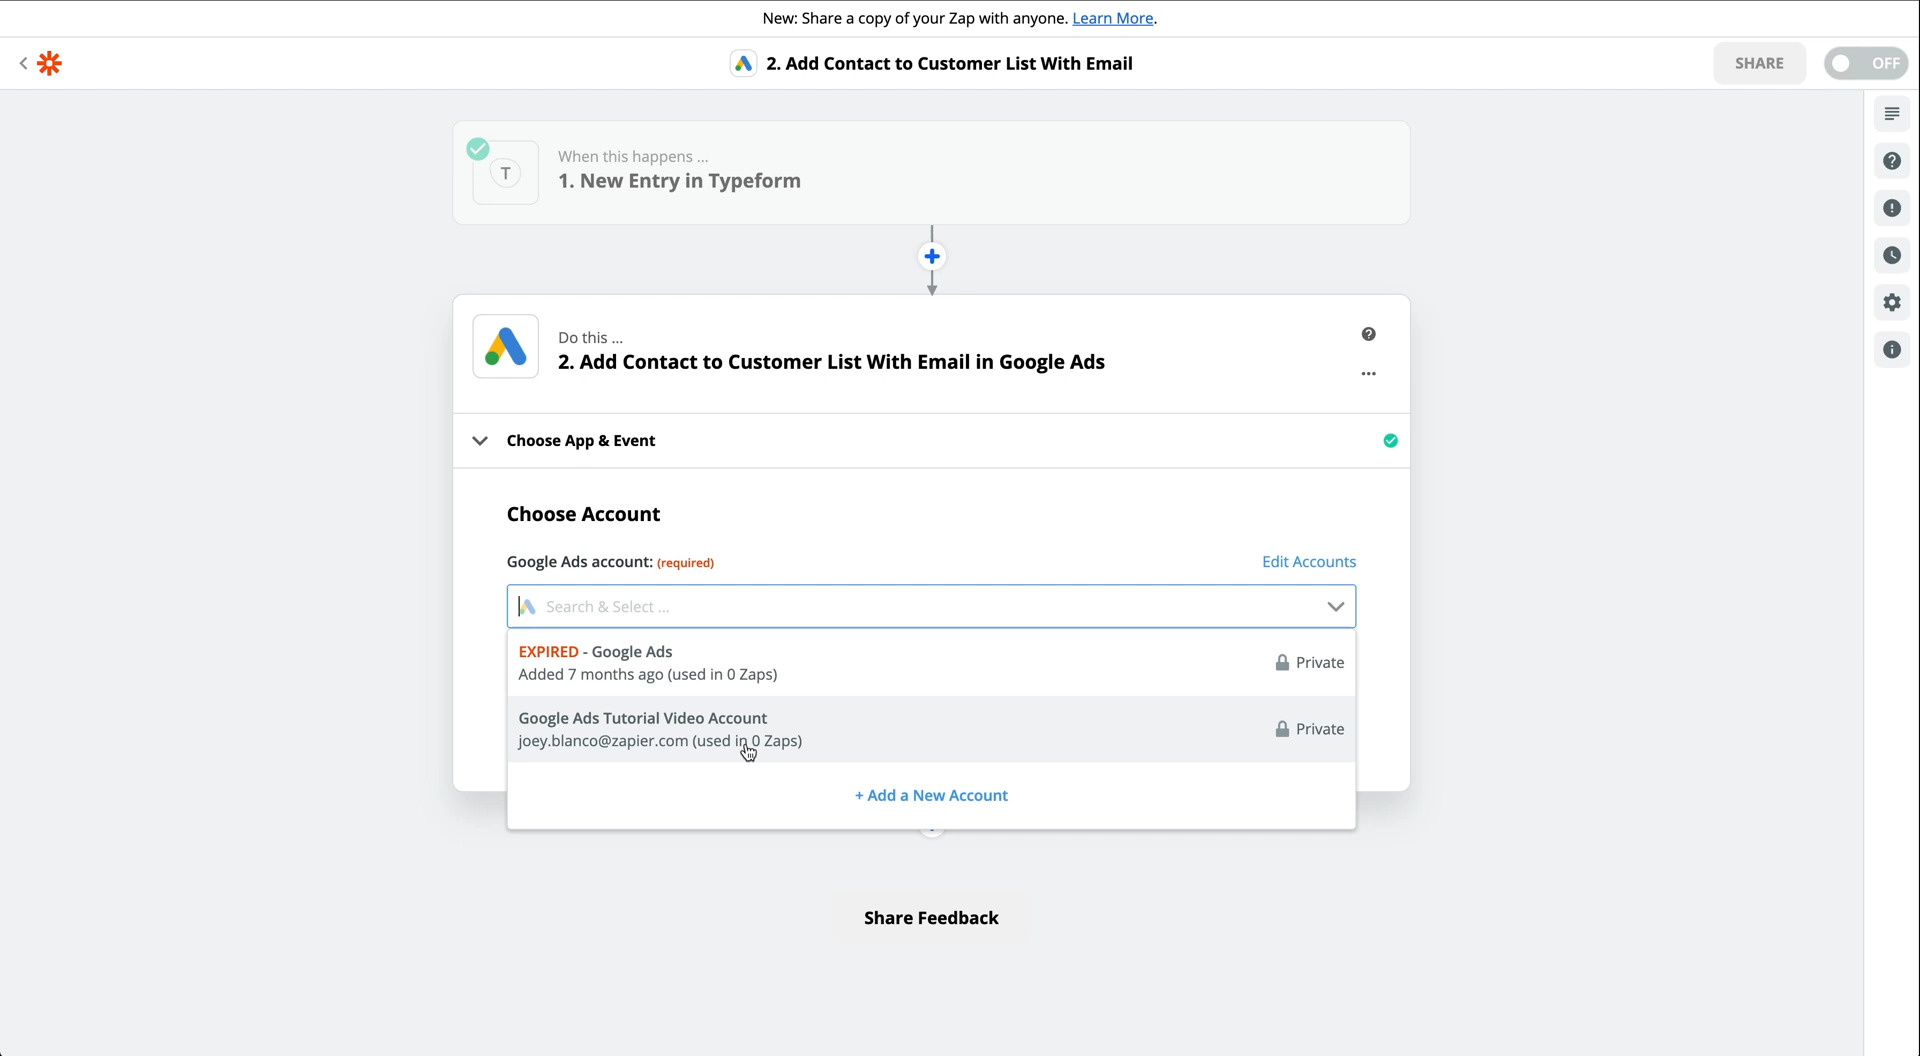 New: Share a copy of your Zap with anyone. Learn More.
2. Add Contact to Customer List With Email
SHARE
OFF
When this happens ...
T
1. New Entry in Typeform
Do this ...
2. Add Contact to Customer List With Email in Google Ads
Choose App & Event
Choose Account
Google Ads account: (required)
Edit Accounts
Search & Select ...
EXPIRED - Google Ads
Added 7 months ago (used in 0 Zaps)
Private
Google Ads Tutorial Video Account
joey.blanco@zapier.com (used in 0 Zaps)
Private
+ Add a New Account
Share Feedback